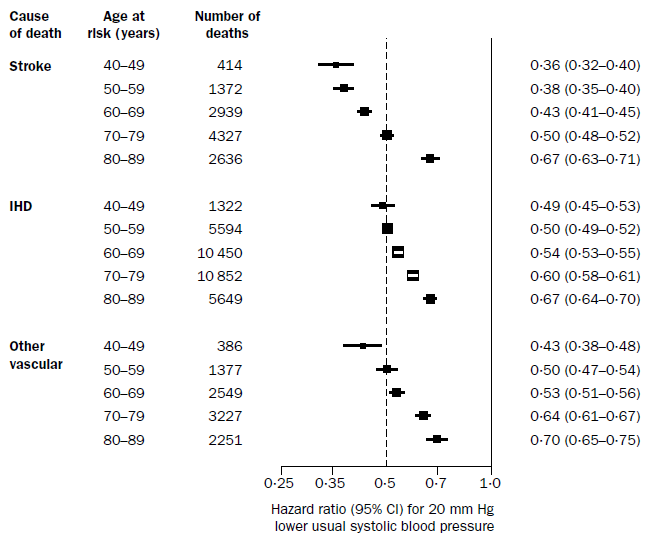 Cause of death Age at risk (years) Number of deaths
Stroke 40–49 414 0·36 (0·32–0·40)
50–59 1372 0·38 (0·35–0·40)
60–69 2939 0·43 (0·41–0·45)
70–79 4327 0·50 (0·48–0·52)
80–89 2636 0·67 (0·63–0·71)
IHD 40–49 1322 0·49 (0·45–0·53)
50–59 5594 0·50 (0·49–0·52)
60–69 10 450 0·54 (0·53–0·55)
70–79 10 852 0·60 (0·58–0·61)
80–89 5649 0·67 (0·64–0·70)
Other vascular 40–49 386 0·43 (0·38–0·48)
50–59 1377 0·50 (0·47–0·54)
60–69 2549 0·53 (0·51–0·56)
70–79 3227 0·64 (0·61–0·67)
80–89 2251 0·70 (0·65–0·75)
0·25 0·35 0·5 0·7 1·0
Hazard ratio (95% CI) for 20 mm Hg
lower usual systolic blood pressure